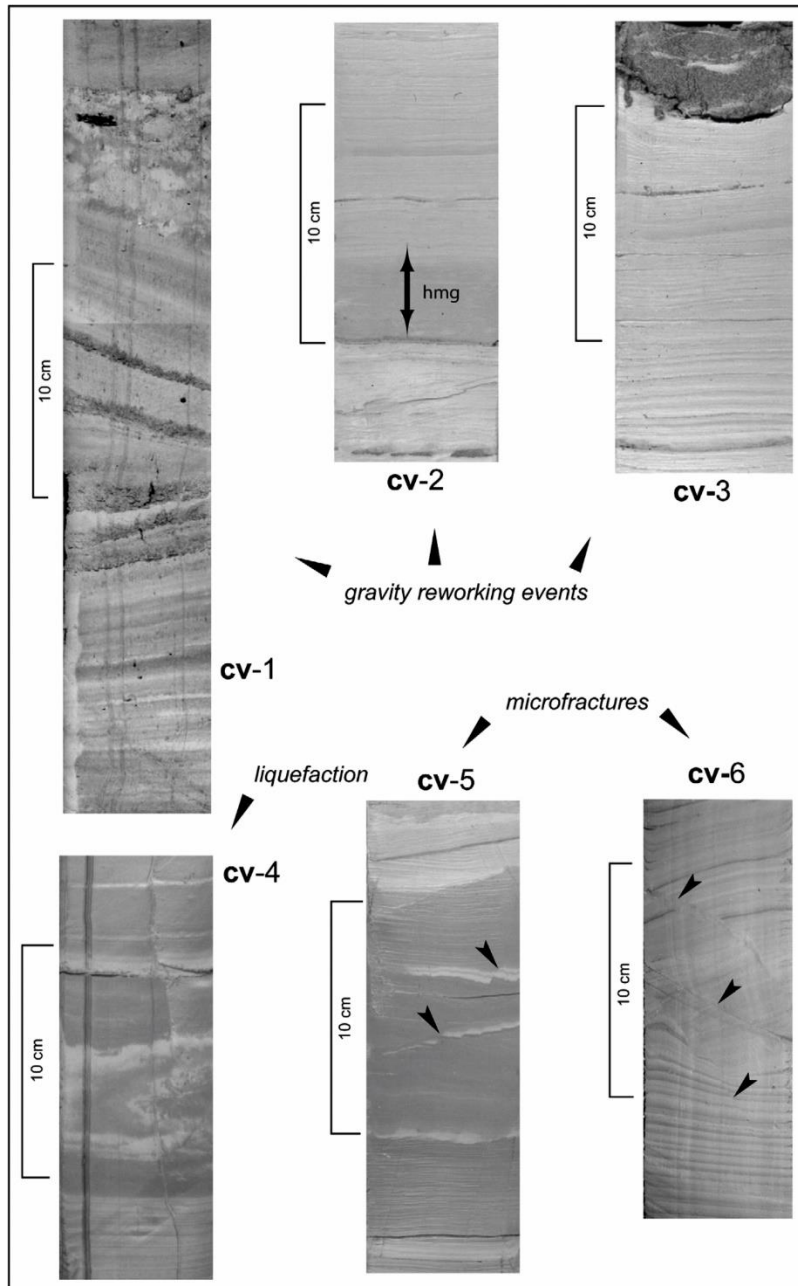 10 cm
10 cm
10 cm
hmg
cv-2
cv-3
gravity reworking events
cv-1
microfractures
liquefaction
cv-5
cv-6
cv-4
10 cm
10 cm
10 cm